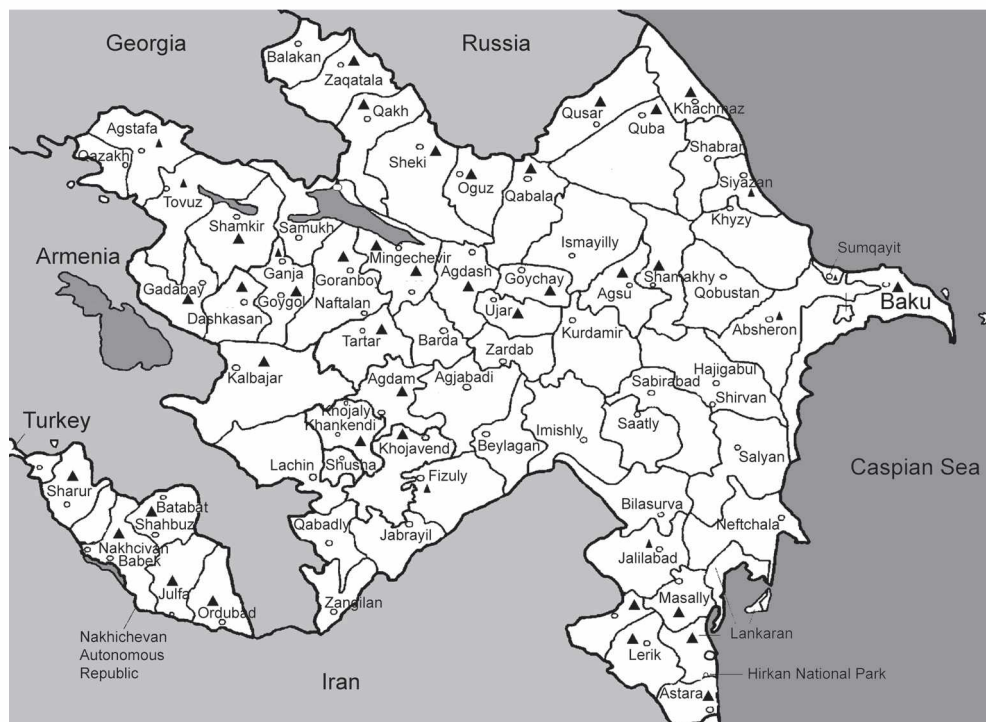 Georgia
Russia
Balakan
Zaqatala
Qakh
Qusar
Khachmaz
Quba
Agstafa
Qazakh
Sheki
Oguz
Qabala
Shabran
Siyazan
Tovuz
Khyzy
Shamkir
Samukh
Ismayilly
Sumqayit
Armenia
Ganja
Mingechevir
Agdash
Goychay
Shamakhy
Gadabay
Goranboy
Agsu
Qobustan
Baku
Goygol
Naftalan
Dashkasan
Ujar
Absheron
Tartar
Barda
Kurdamir
Zardab
Kalbajar
Agdam
Agjabadi
Hajigabul
Sabirabad
Shirvan
Turkey
Khojaly
Khankendi
Imishly
Saatly
Khojavend
Beylagan
Salyan
Lachin
Shusha
Caspian Sea
Sharur
Fizuly
Batabat
Shahbuz
Bilasurva
Qabadly
Jabrayil
Neftchala
Nakhcivan
Babek
Jalilabad
Julfa
Masally
Ordubad
Zangilan
Nakhichevan
Autonomous
Republic
Lankaran
Lerik
Iran
Hirkan National Park
Astara